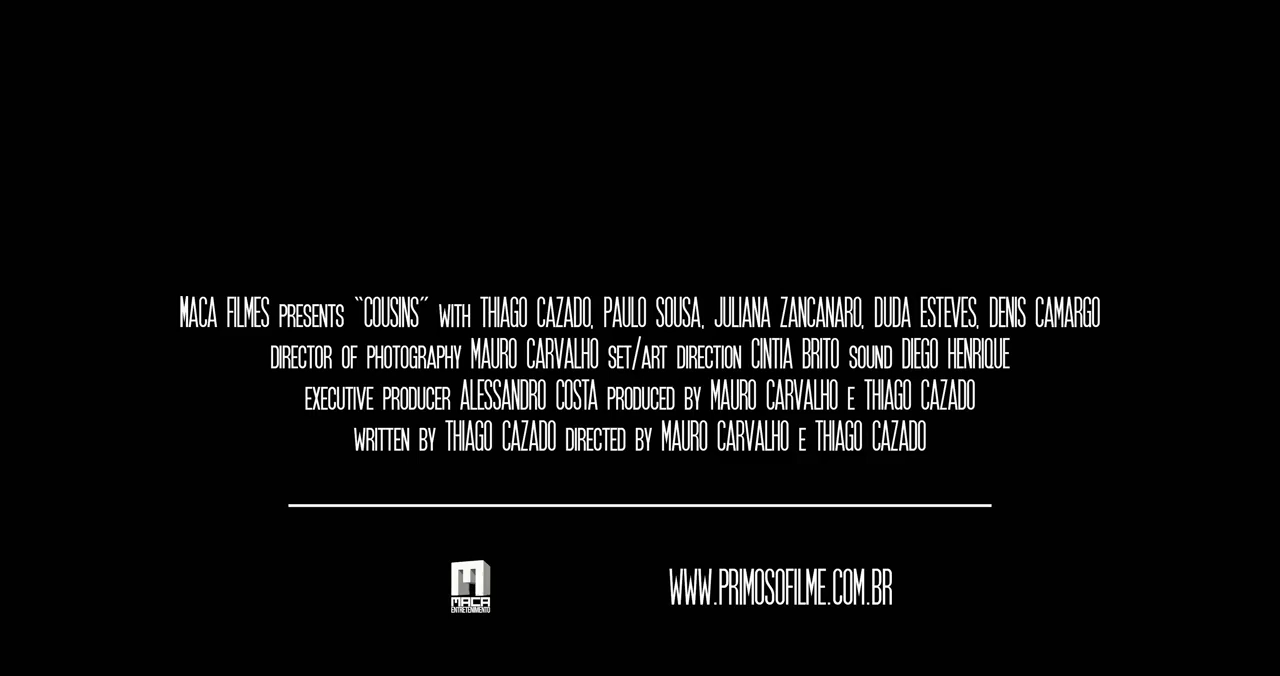 MACA FILMES PRESENTS "COUSINS" WITH THIAGO CAZADO, PAULO SOUSA, JULIANA ZANCANARO, DUDA ESTEVES, DENIS CAMARGO
DIRECTOR OF PHOTOGRAPHY MAURO CARVALHO SET/ART DIRECTION CINTIA BRITO SOUND DIEGO HENRIQUE
EXECUTIVE PRODUCER ALESSANDRO COSTA PRODUCED BY MAURO CARVALHO E THIAGO CAZADO
WRITTEN BY THIAGO CAZADO DIRECTED BY MAURO CARVALHO E THIAGO CAZADO
MACA
ENTRETENIMENTO
WWW.PRIMOSOFILME.COM.BR